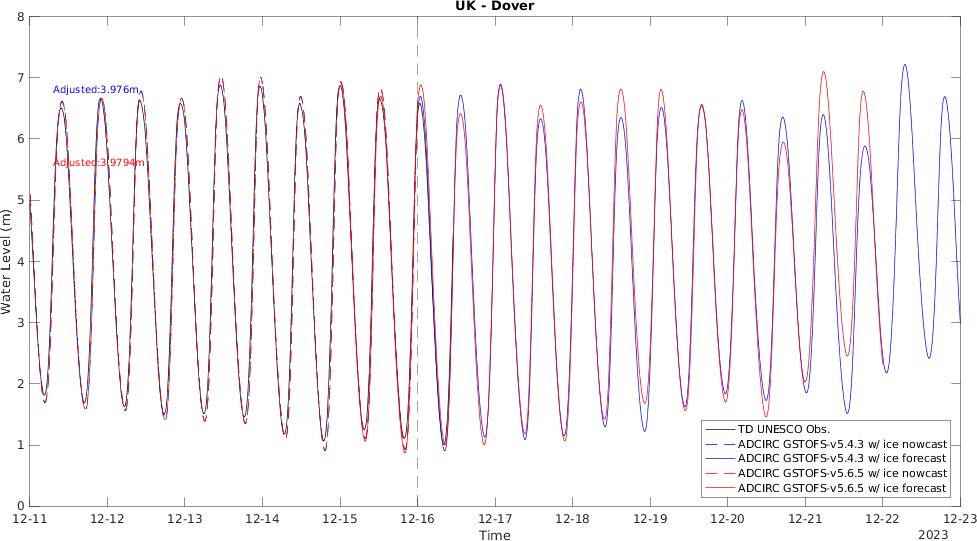 UK - Dover
8
7
6
5
4
3
2
1
0
Water Level (m)
Adjusted:3.976m
Adjusted:3.9794m
TD UNESCO Obs.
ADCIRC GSTOFS-v5.4.3 w/ ice nowcast
ADCIRC GSTOFS-v5.4.3 w/ ice forecast
ADCIRC GSTOFS-v5.6.5 w/ ice nowcast
ADCIRC GSTOFS-v5.6.5 w/ ice forecast
12-11 12-12 12-13 12-14 12-15 12-16 12-17 12-18 12-19 12-20 12-21 12-22 12-23
Time
2023